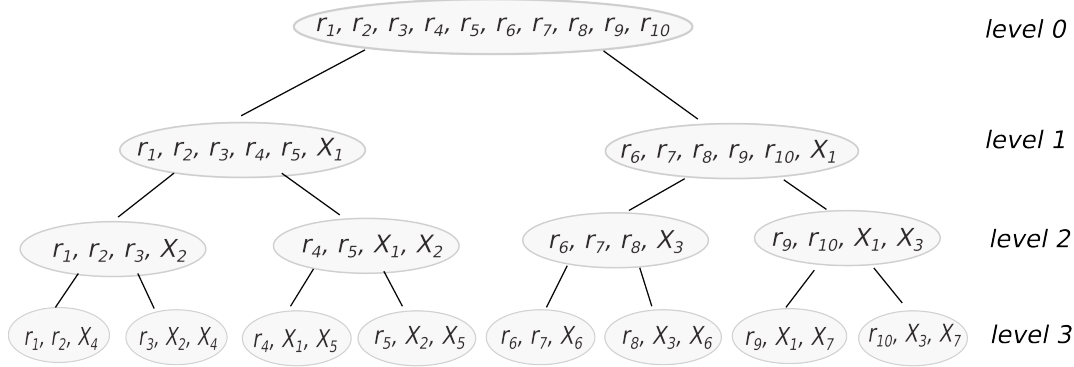 r1, r2, r3, r4, r5, r6, r7, r8, r9, r10 level 0
r1, r2, r3, r4, r5, X1 r6, r7, r8, r9, r10, X1 level 1
r1, r2, r3, X2 r4, r5, X1, X2 r6, r7, r8, X3 r9, r10, X1, X3 level 2
r1, r2, X4 r3, X2, X4 r4, X1, X5 r5, X2, X5 r6, r7, X6 r8, X3, X6 r9, X1, X7 r10, X3, X7 level 3